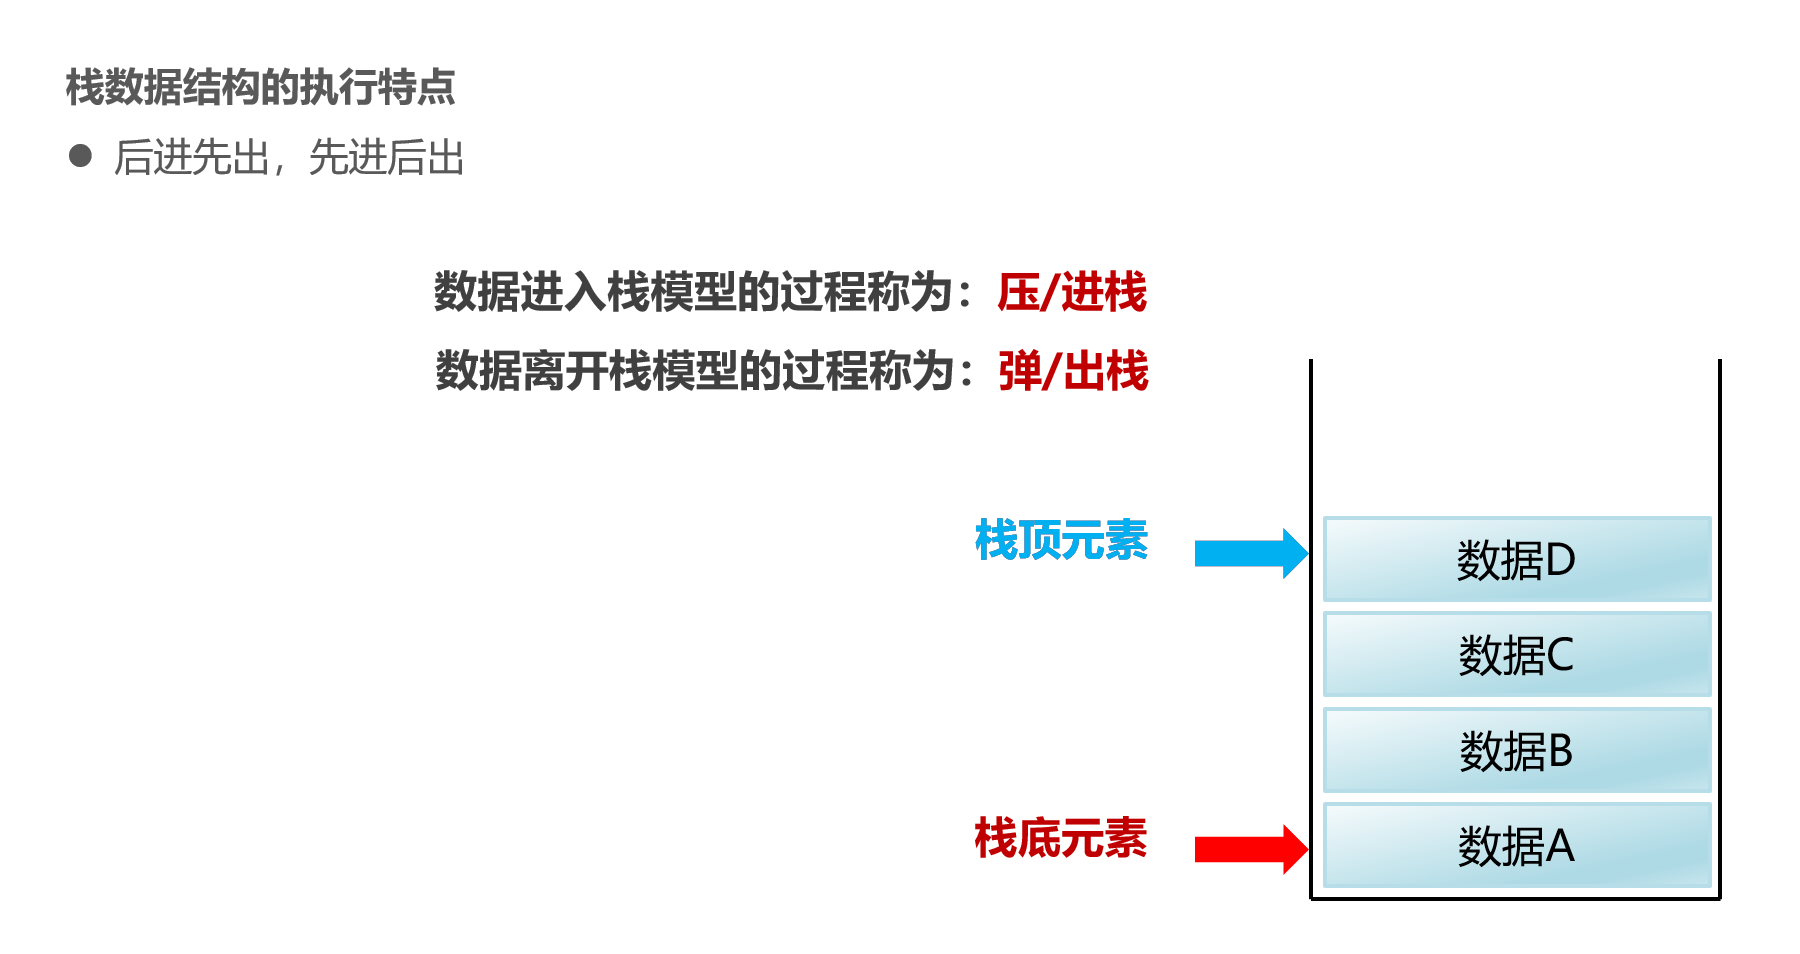 栈数据结构的执行特点
● 后进先出，先进后出
数据进入栈模型的过程称为：压/进栈
数据离开栈模型的过程称为：弹/出栈
栈顶元素
数据D
数据C
数据B
栈底元素
数据A